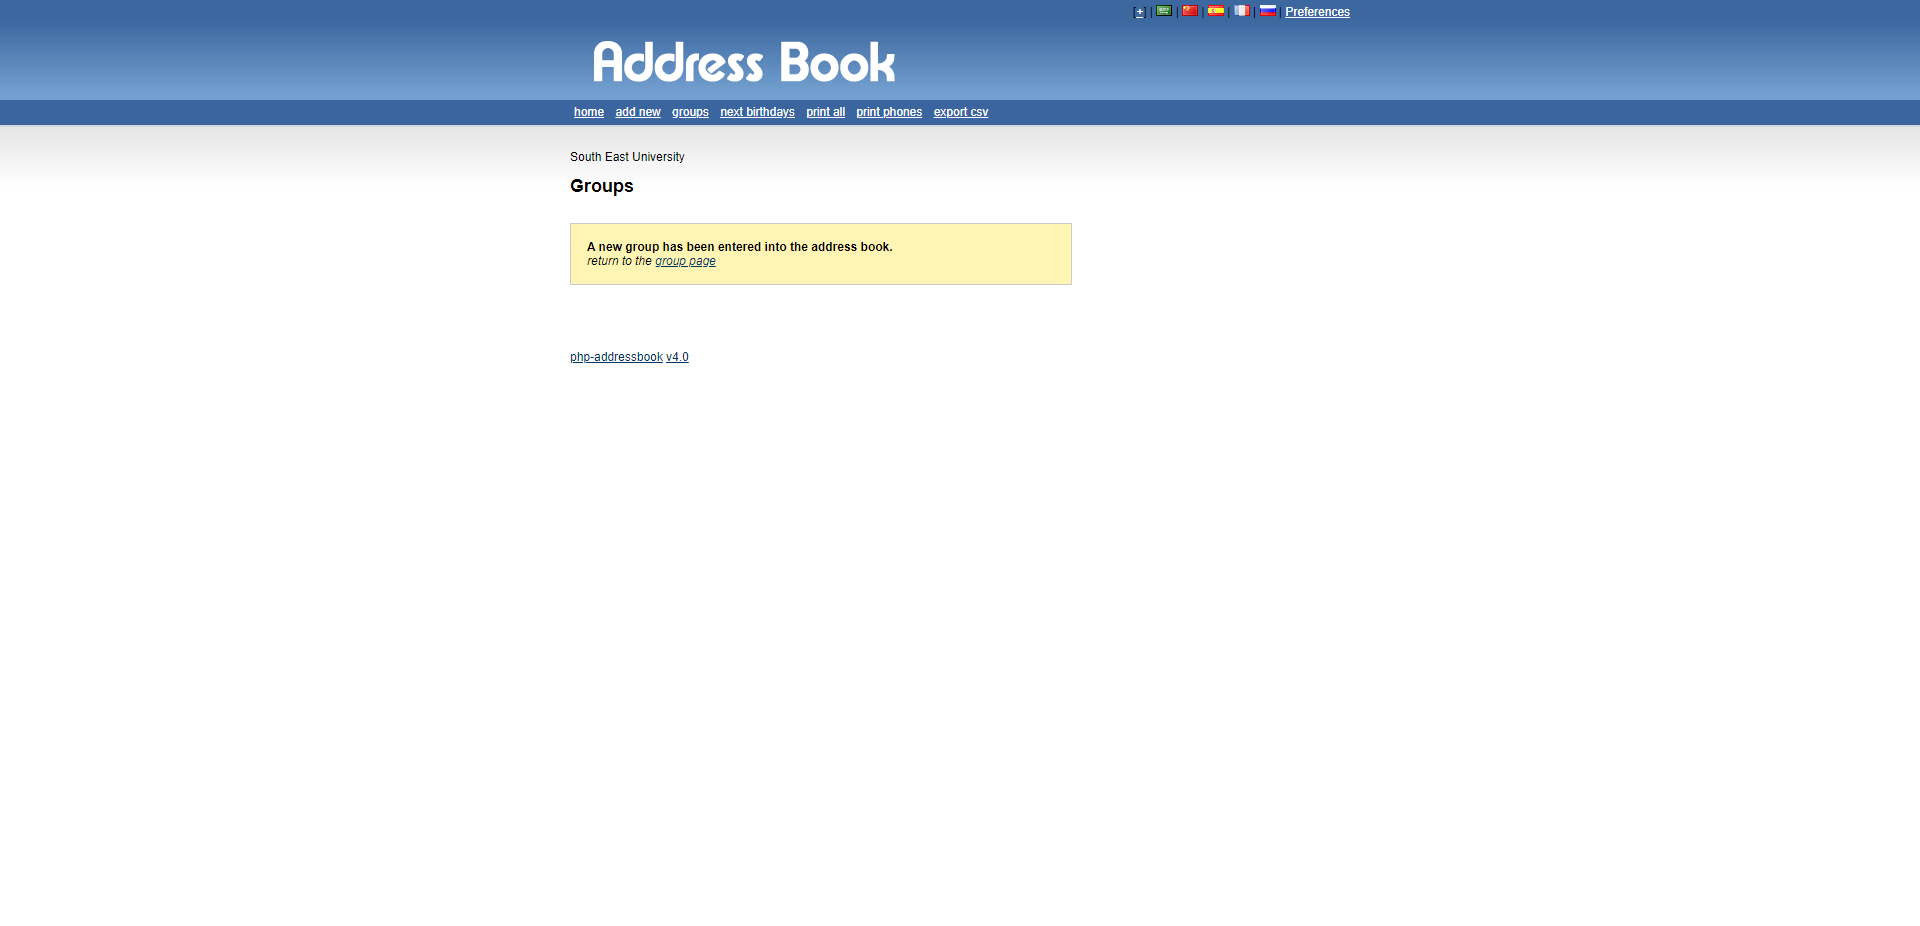 [+] | | | | | | Preferences
Address Book
home add new groups next birthdays print all print phones export csv
South East University
Groups
A new group has been entered into the address book.
return to the group page
php-addressbook v4.0